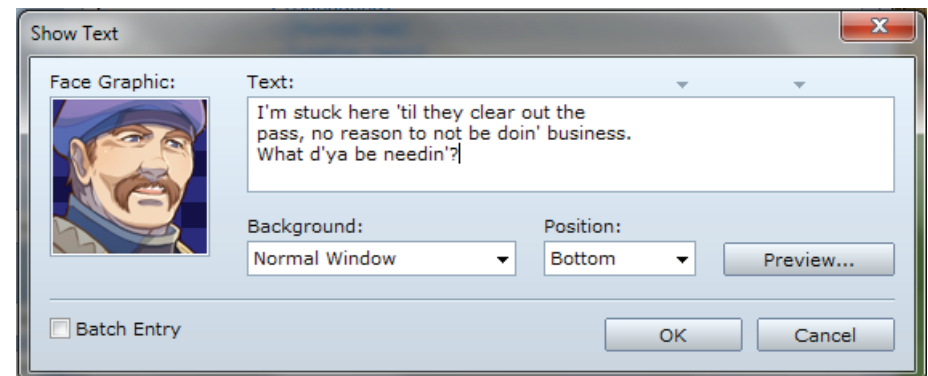 Show Text
Face Graphic:
Text:
I'm stuck here 'til they clear out the
pass, no reason to not be doin' business.
What d'ya be needin'?
Background:
Position:
Normal Window
Bottom
Preview...
Batch Entry
OK
Cancel